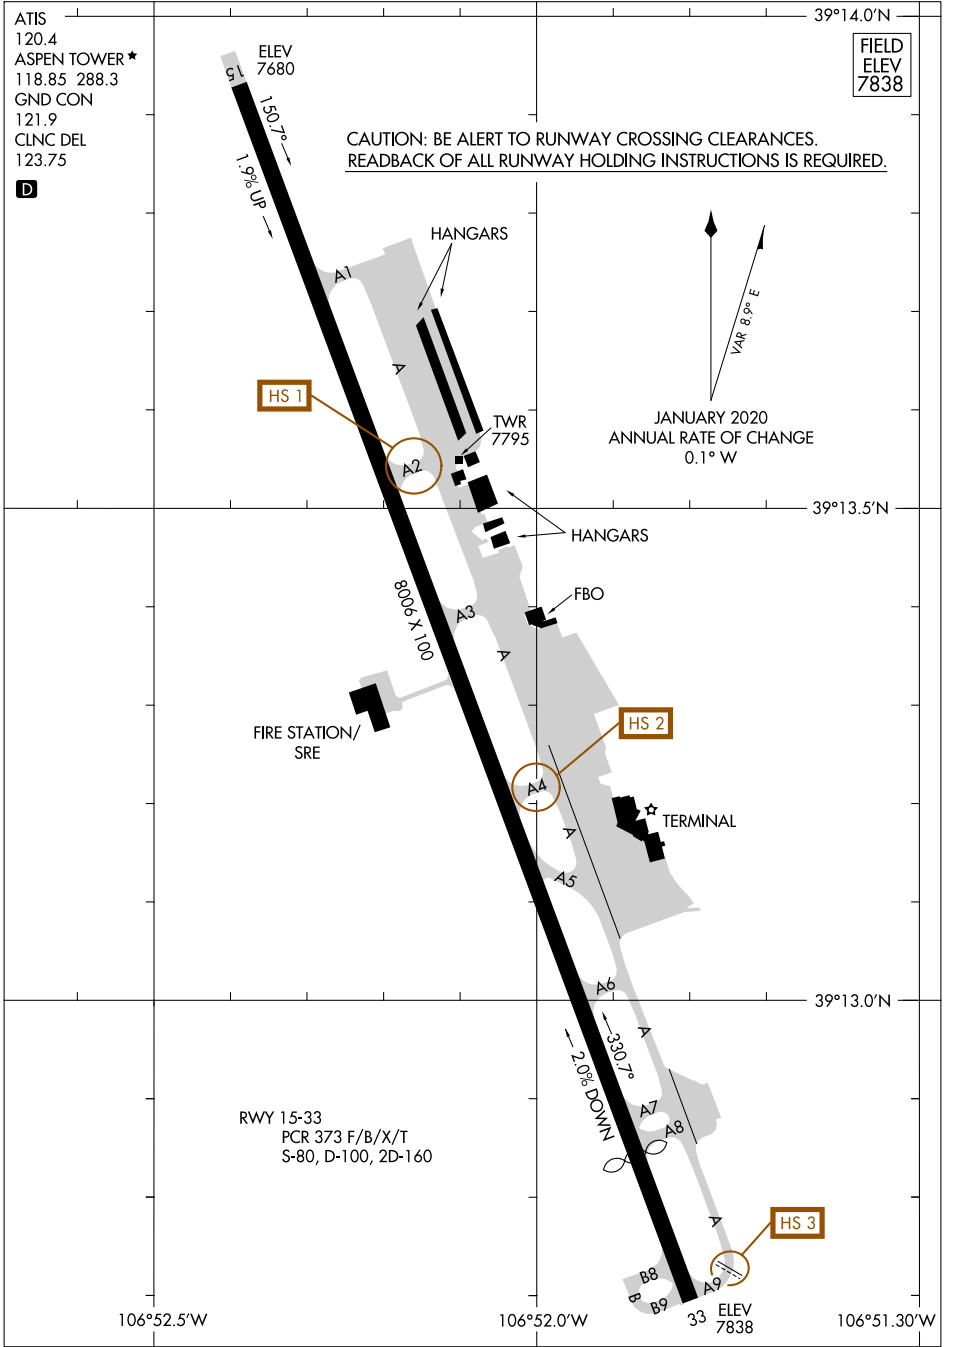 ATIS
120.4
ASPEN TOWER
118.85 288.3
GND CON
121.9
CLNC DEL
123.75
D
39°14.0'N
FIELD
ELEV
7838
ELEV
7680
15
150.7°
1.9% UP
CAUTION: BE ALERT TO RUNWAY CROSSING CLEARANCES.
READBACK OF ALL RUNWAY HOLDING INSTRUCTIONS IS REQUIRED.
HANGARS
A1
VAR 8.9° E
A
HS 1
JANUARY 2020
ANNUAL RATE OF CHANGE
0.1° W
TWR
7795
A2
39°13.5'N
HANGARS
8006 X 100
FBO
A3
A
FIRE STATION/
SRE
HS 2
A4
TERMINAL
A
A5
A6
39°13.0'N
330.7°
A
2.0% DOWN
A7
A8
RWY 15-33
PCR 373 F/B/X/T
S-80, D-100, 2D-160
A
HS 3
B8
A9
B
B9
33
ELEV
7838
106°52.5'W
106°52.0'W
106°51.30'W